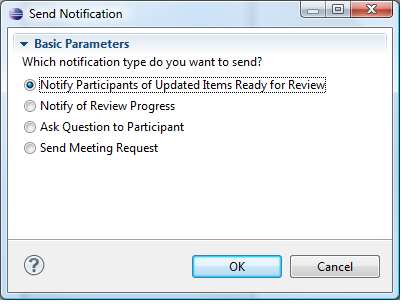 Send Notification
Basic Parameters
Which notification type do you want to send?
Notify Participants of Updated Items Ready for Review
Notify of Review Progress
Ask Question to Participant
Send Meeting Request
?
OK
Cancel